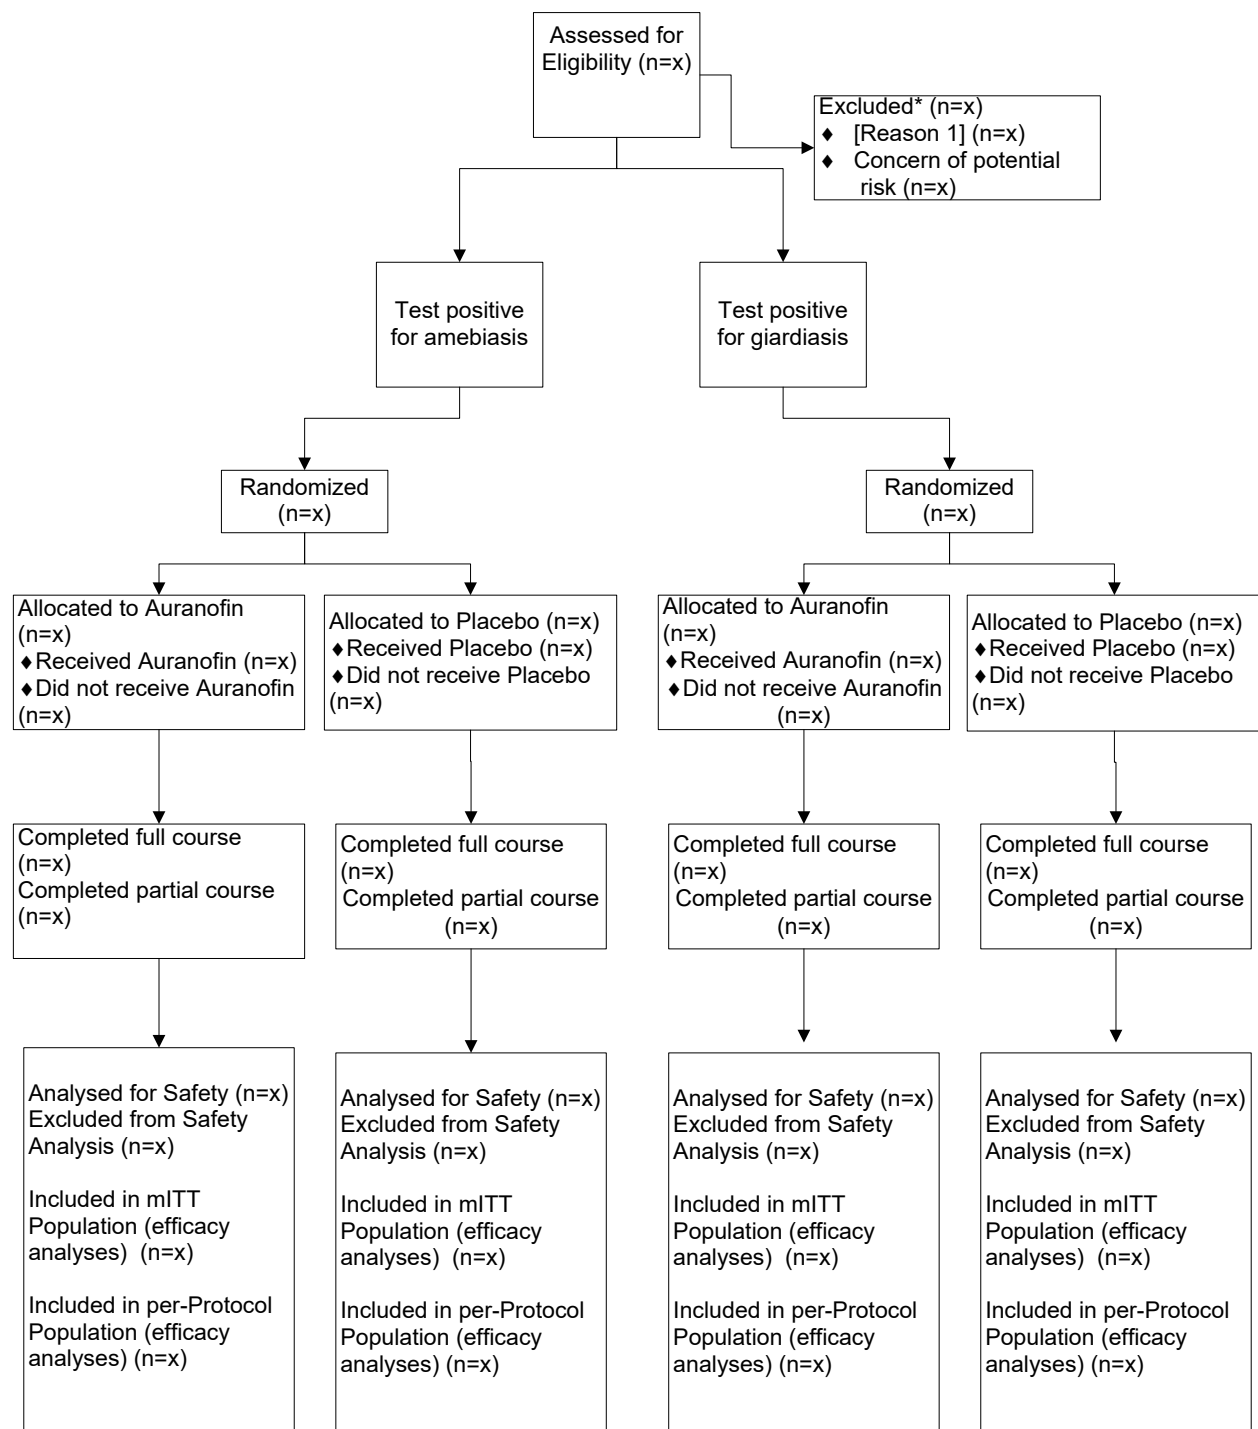 Assessed for
Eligibility (n=x)
Excluded* (n=x)
♦ [Reason 1] (n=x)
♦ Concern of potential
risk (n=x)
Test positive
for amebiasis
Test positive
for giardiasis
Randomized
(n=x)
Randomized
(n=x)
Allocated to Auranofin
(n=x)
♦Received Auranofin (n=x)
♦Did not receive Auranofin
(n=x)
Allocated to Placebo (n=x)
♦Received Placebo (n=x)
♦Did not receive Placebo
(n=x)
Allocated to Auranofin
(n=x)
♦Received Auranofin (n=x)
♦Did not receive Auranofin
(n=x)
Allocated to Placebo (n=x)
♦Received Placebo (n=x)
♦Did not receive Placebo
(n=x)
Completed full course
(n=x)
Completed partial course
(n=x)
Completed full course
(n=x)
Completed partial course
(n=x)
Completed full course
(n=x)
Completed partial course
(n=x)
Completed full course
(n=x)
Completed partial course
(n=x)
Analysed for Safety (n=x)
Excluded from Safety
Analysis (n=x)
Included in mITT
Population (efficacy
analyses) (n=x)
Included in per-Protocol
Population (efficacy
analyses) (n=x)
Analysed for Safety (n=x)
Excluded from Safety
Analysis (n=x)
Included in mITT
Population (efficacy
analyses) (n=x)
Included in per-Protocol
Population (efficacy
analyses) (n=x)
Analysed for Safety (n=x)
Excluded from Safety
Analysis (n=x)
Included in mITT
Population (efficacy
analyses) (n=x)
Included in per-Protocol
Population (efficacy
analyses) (n=x)
Analysed for Safety (n=x)
Excluded from Safety
Analysis (n=x)
Included in mITT
Population (efficacy
analyses) (n=x)
Included in per-Protocol
Population (efficacy
analyses) (n=x)